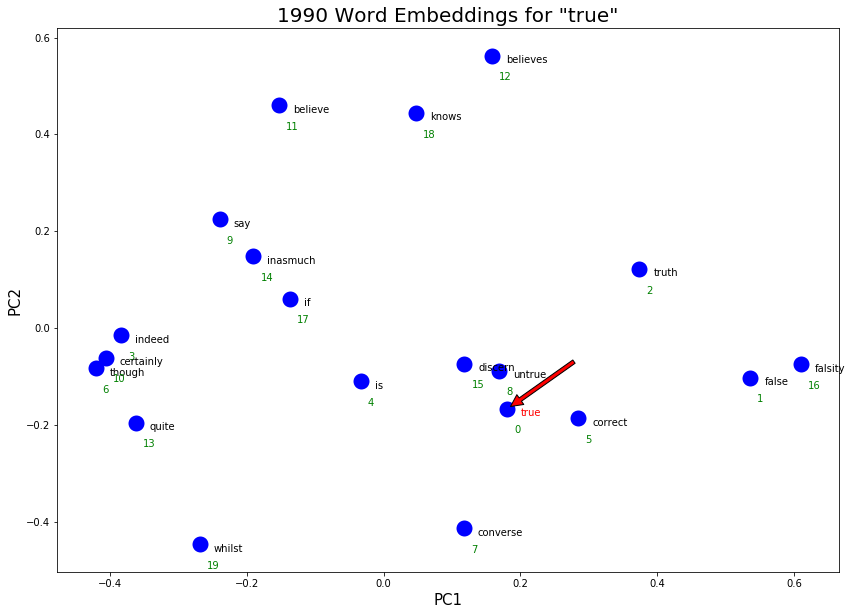 1990 Word Embeddings for "true"
0.6
believes
12
believe
11
knows
18
0.4
say
9
0.2
inasmuch
14
truth
2
if
17
PC2
0.0
indeed
3
certainly
10
though
6
discern
15
untrue
8
falsity
16
false
1
is
4
true
0
correct
5
−0.2
quite
13
−0.4
converse
7
whilst
19
−0.4
−0.2
0.0
0.2
0.4
0.6
PC1